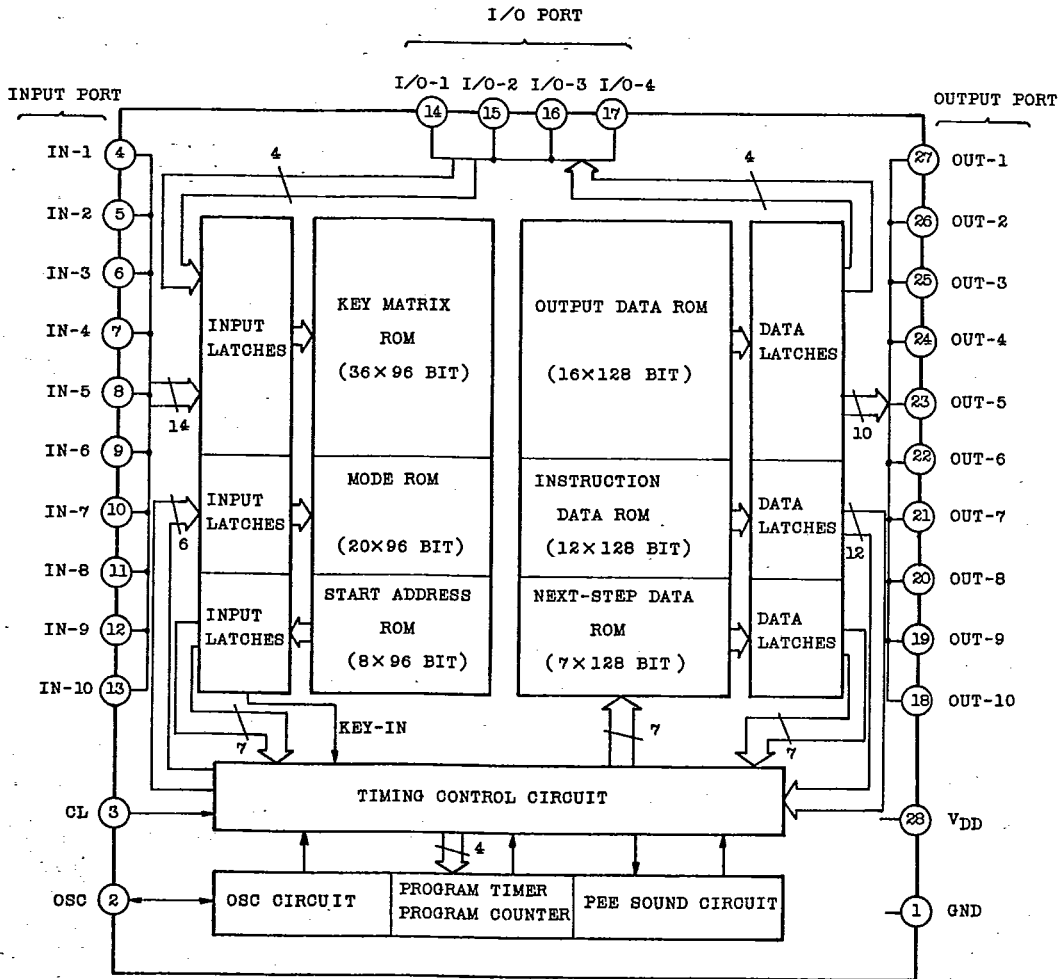 I/O PORT
I/O-1 I/O-2 I/O-3 I/O-4
INPUT PORT
OUTPUT PORT
14 15 16 17
IN-1 4
IN-2 5
IN-3 6
IN-4 7
IN-5 8
IN-6 9
IN-7 10
IN-8 11
IN-9 12
IN-10 13
CL 3
OSC 2
27 OUT-1
26 OUT-2
25 OUT-3
24 OUT-4
23 OUT-5
22 OUT-6
21 OUT-7
20 OUT-8
19 OUT-9
18 OUT-10
28 VDD
1 GND
4
4
14
6
10
12
INPUT
LATCHES
KEY MATRIX
ROM
(36×96 BIT)
OUTPUT DATA ROM
(16×128 BIT)
DATA
LATCHES
INPUT
LATCHES
MODE ROM
(20×96 BIT)
INSTRUCTION
DATA ROM
(12×128 BIT)
DATA
LATCHES
INPUT
LATCHES
START ADDRESS
ROM
(8×96 BIT)
NEXT-STEP DATA
ROM
(7×128 BIT)
DATA
LATCHES
7
KEY-IN
7
7
TIMING CONTROL CIRCUIT
4
OSC CIRCUIT
PROGRAM TIMER
PROGRAM COUNTER
PEE SOUND CIRCUIT